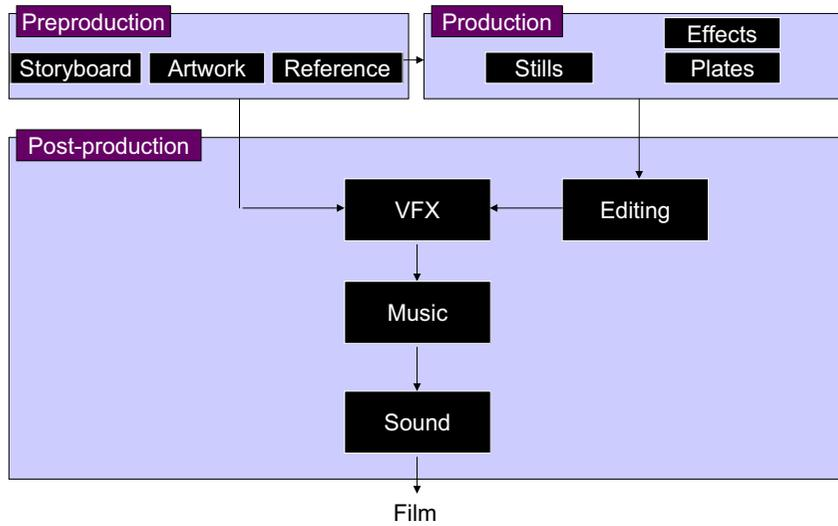 Preproduction
Storyboard
Artwork
Reference
Production
Effects
Stills
Plates
Post-production
VFX
Editing
Music
Sound
Film